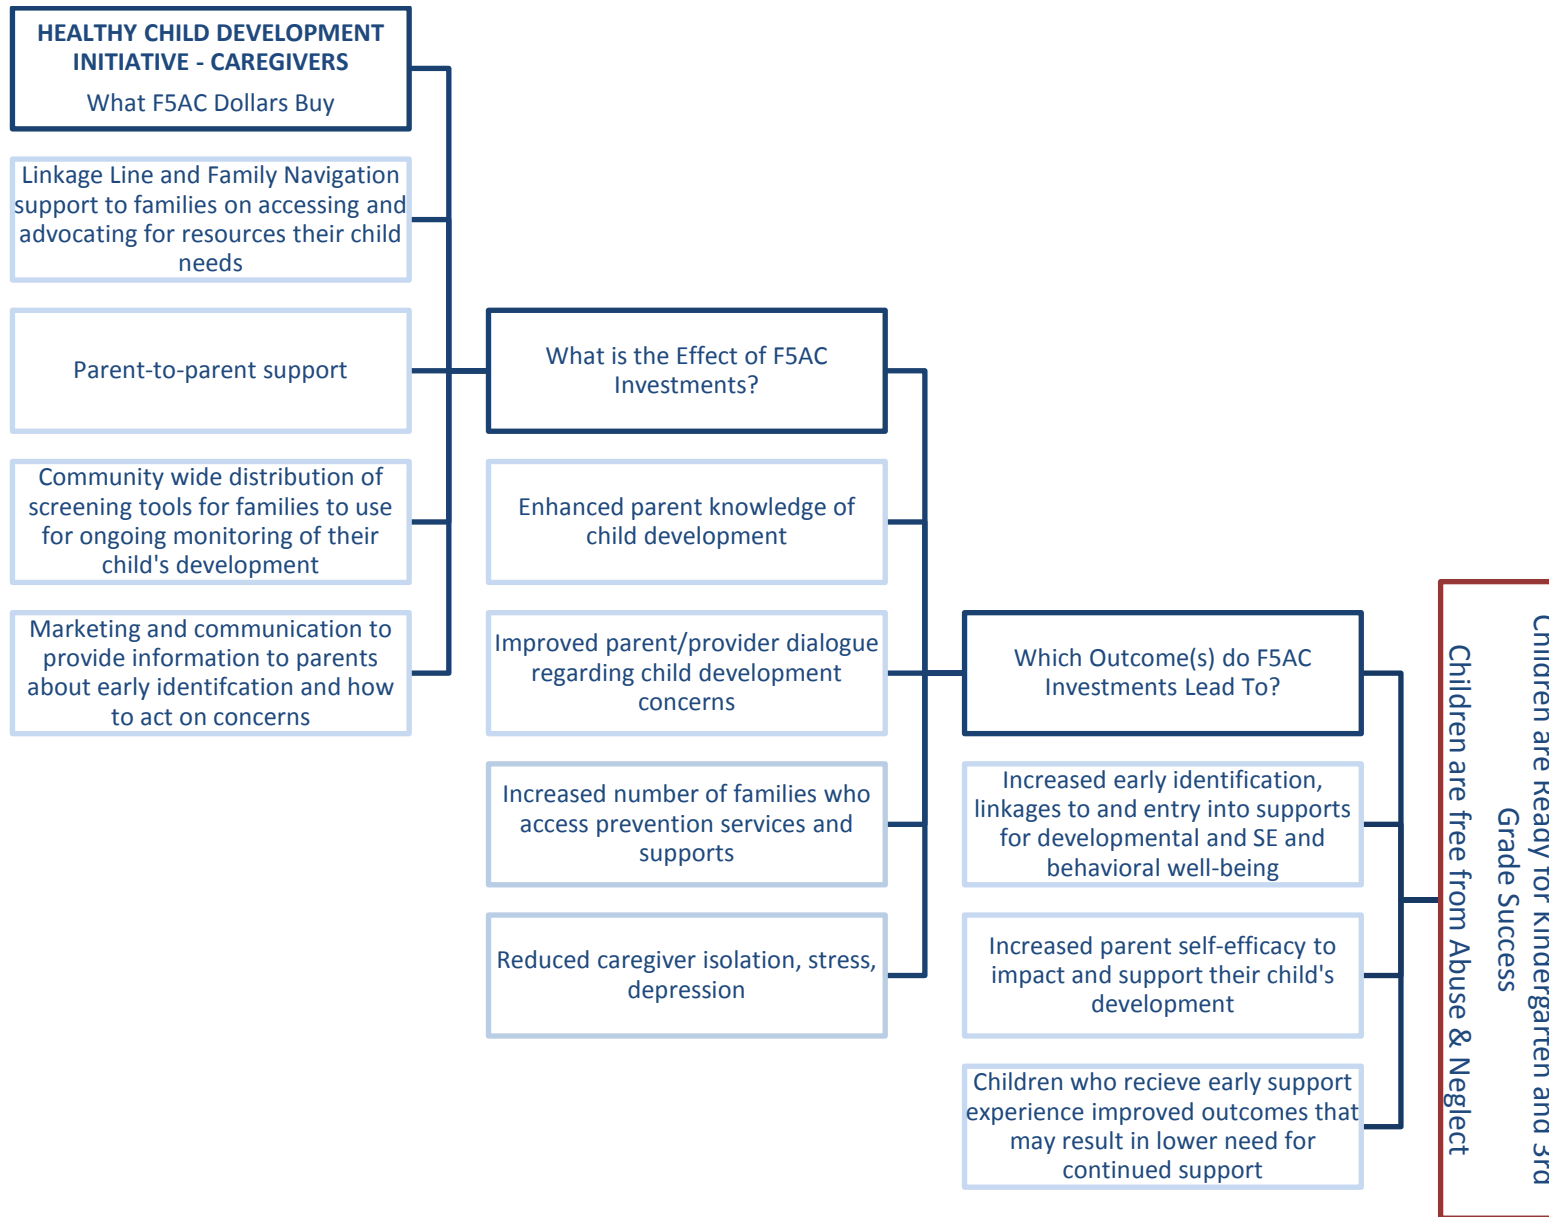 HEALTHY CHILD DEVELOPMENT
INITIATIVE - CAREGIVERS
What F5AC Dollars Buy
Linkage Line and Family Navigation
support to families on accessing and
advocating for resources their child
needs
Parent-to-parent support
Community wide distribution of
screening tools for families to use
for ongoing monitoring of their
child's development
Marketing and communication to
provide information to parents
about early identifcation and how
to act on concerns
What is the Effect of F5AC
Investments?
Enhanced parent knowledge of
child development
Improved parent/provider dialogue
regarding child development
concerns
Increased number of families who
access prevention services and
supports
Reduced caregiver isolation, stress,
depression
Which Outcome(s) do F5AC
Investments Lead To?
Increased early identification,
linkages to and entry into supports
for developmental and SE and
behavioral well-being
Increased parent self-efficacy to
impact and support their child's
development
Children who recieve early support
experience improved outcomes that
may result in lower need for
continued support
Children are Ready for Kindergarten and 3rd
Grade Success
Children are free from Abuse & Neglect